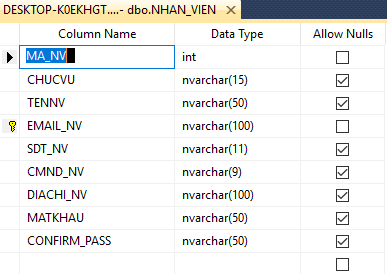 DESKTOP-K0EKHGT....- dbo.NHAN_VIEN
Column Name Data Type Allow Nulls
MA_NV int
CHUCVU nvarchar(15)
TENNV nvarchar(50)
EMAIL_NV nvarchar(100)
SDT_NV nvarchar(11)
CMND_NV nvarchar(9)
DIACHI_NV nvarchar(100)
MATKHAU nvarchar(50)
CONFIRM_PASS nvarchar(50)